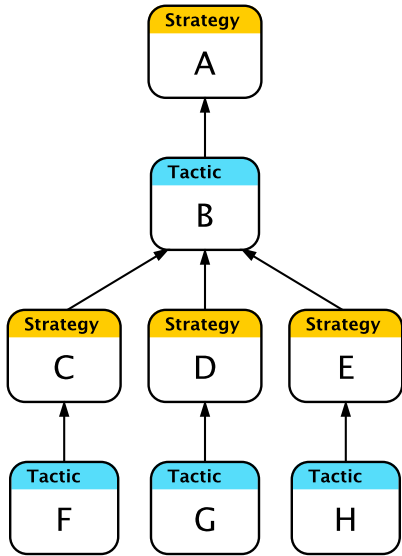 Strategy
A
Tactic
B
Strategy
C
Strategy
D
Strategy
E
Tactic
F
Tactic
G
Tactic
H